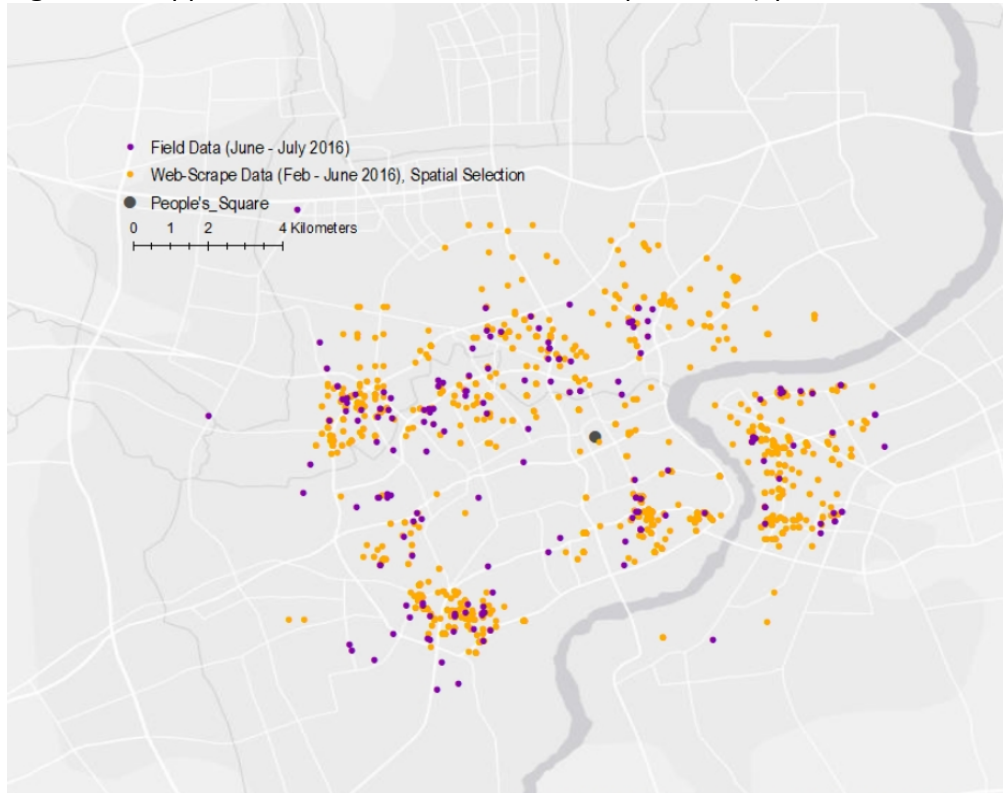 Field Data (June - July 2016)
Web-Scrape Data (Feb - June 2016), Spatial Selection
People's_Square
0 1 2 4 Kilometers